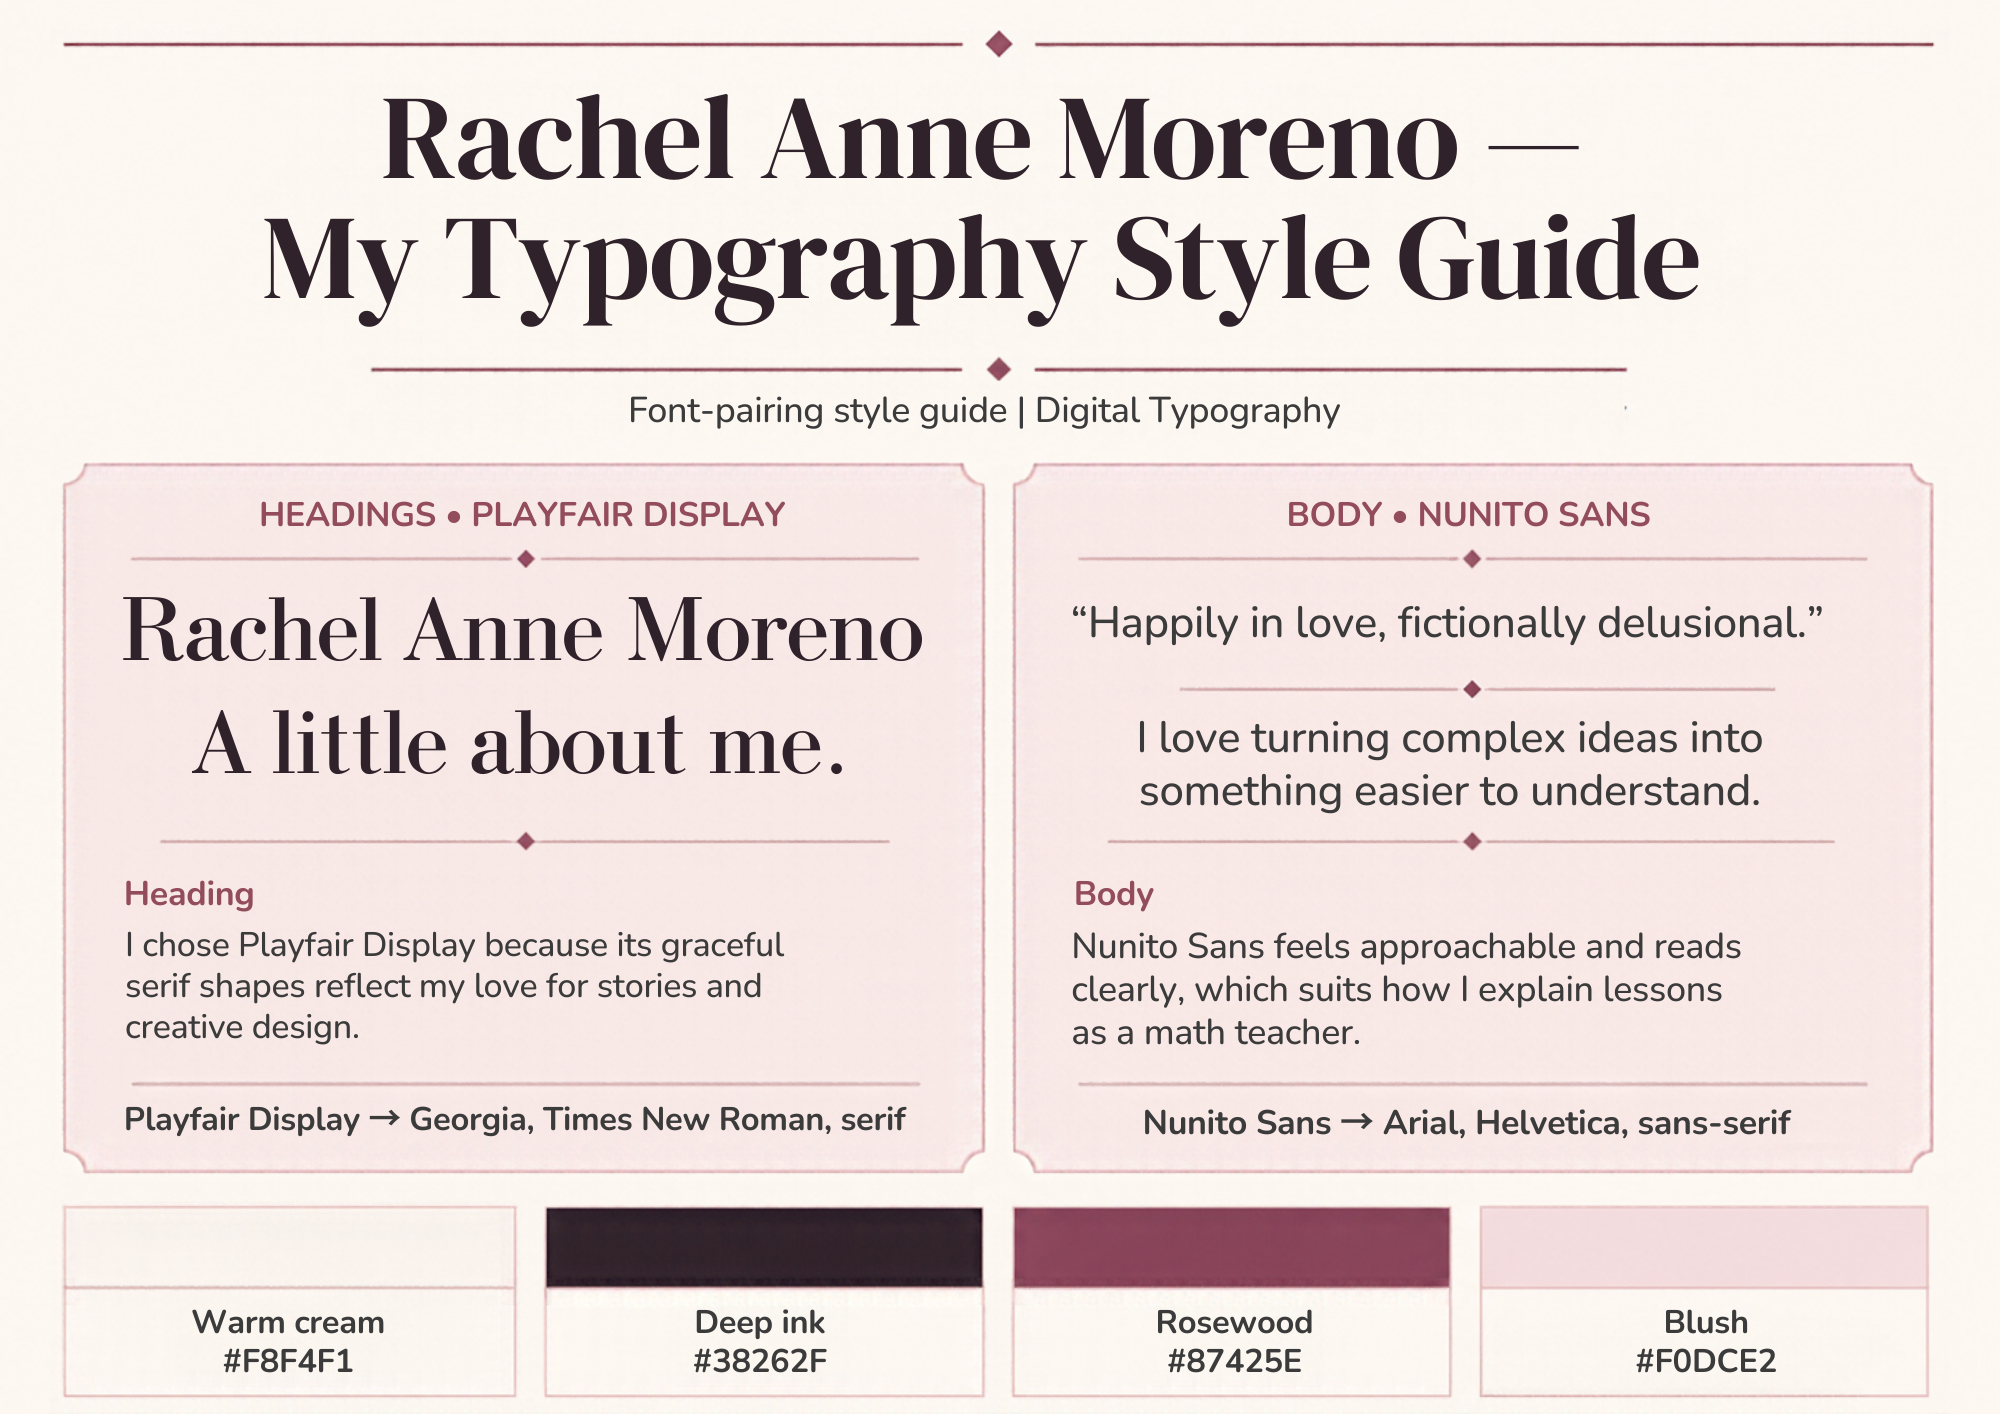 Rachel Anne Moreno —
My Typography Style Guide
Font-pairing style guide | Digital Typography
HEADINGS • PLAYFAIR DISPLAY
Rachel Anne Moreno
A little about me.
Heading
I chose Playfair Display because its graceful
serif shapes reflect my love for stories and
creative design.
Playfair Display → Georgia, Times New Roman, serif
BODY • NUNITO SANS
“Happily in love, fictionally delusional.”
I love turning complex ideas into
something easier to understand.
Body
Nunito Sans feels approachable and reads
clearly, which suits how I explain lessons
as a math teacher.
Nunito Sans → Arial, Helvetica, sans-serif
Warm cream
#F8F4F1
Deep ink
#38262F
Rosewood
#87425E
Blush
#F0DCE2